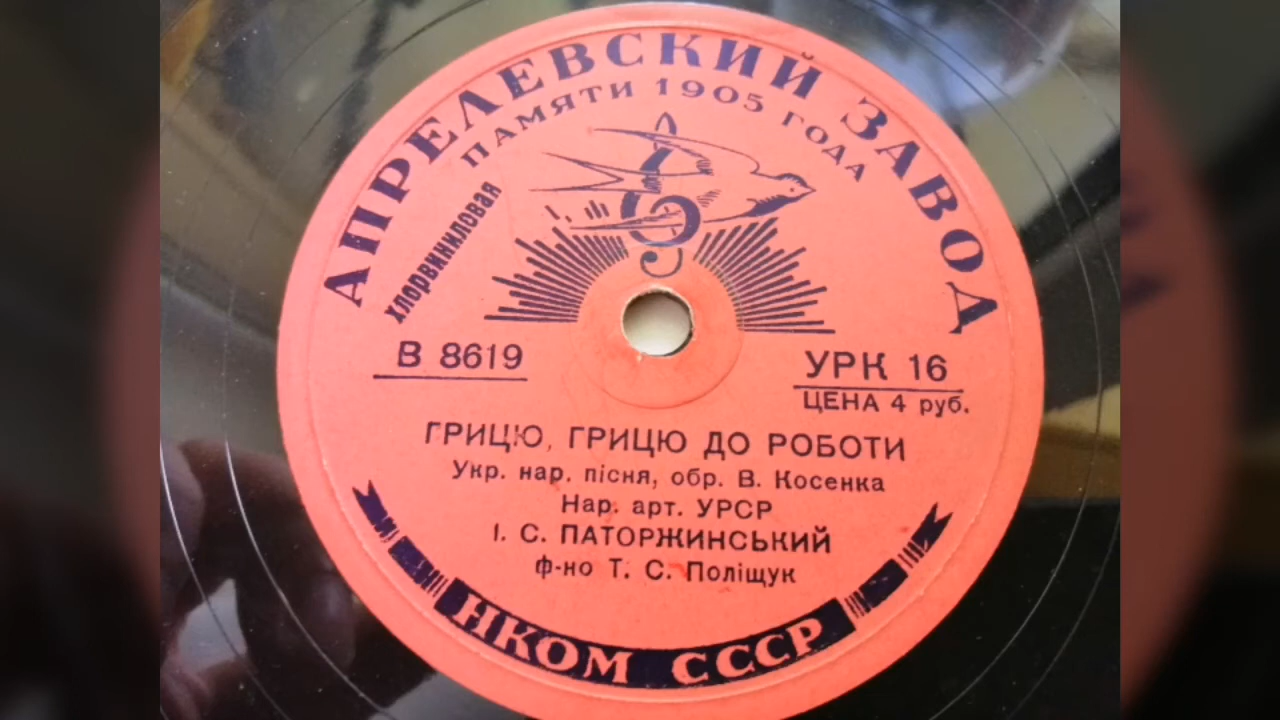 АПРЕЛЕВСКИЙ ЗАВОД
ПАМЯТИ 1905 ГОДА
хлорвиниловая
В 8619
УРК 16
ЦЕНА 4 руб.
ГРИЦЮ, ГРИЦЮ ДО РОБОТИ
Укр. нар. пісня, обр. В. Косенка
Нар. арт. УРСР
І. С. ПАТОРЖИНСЬКИЙ
ф-но Т. С. Поліщук
НКОМ СССР